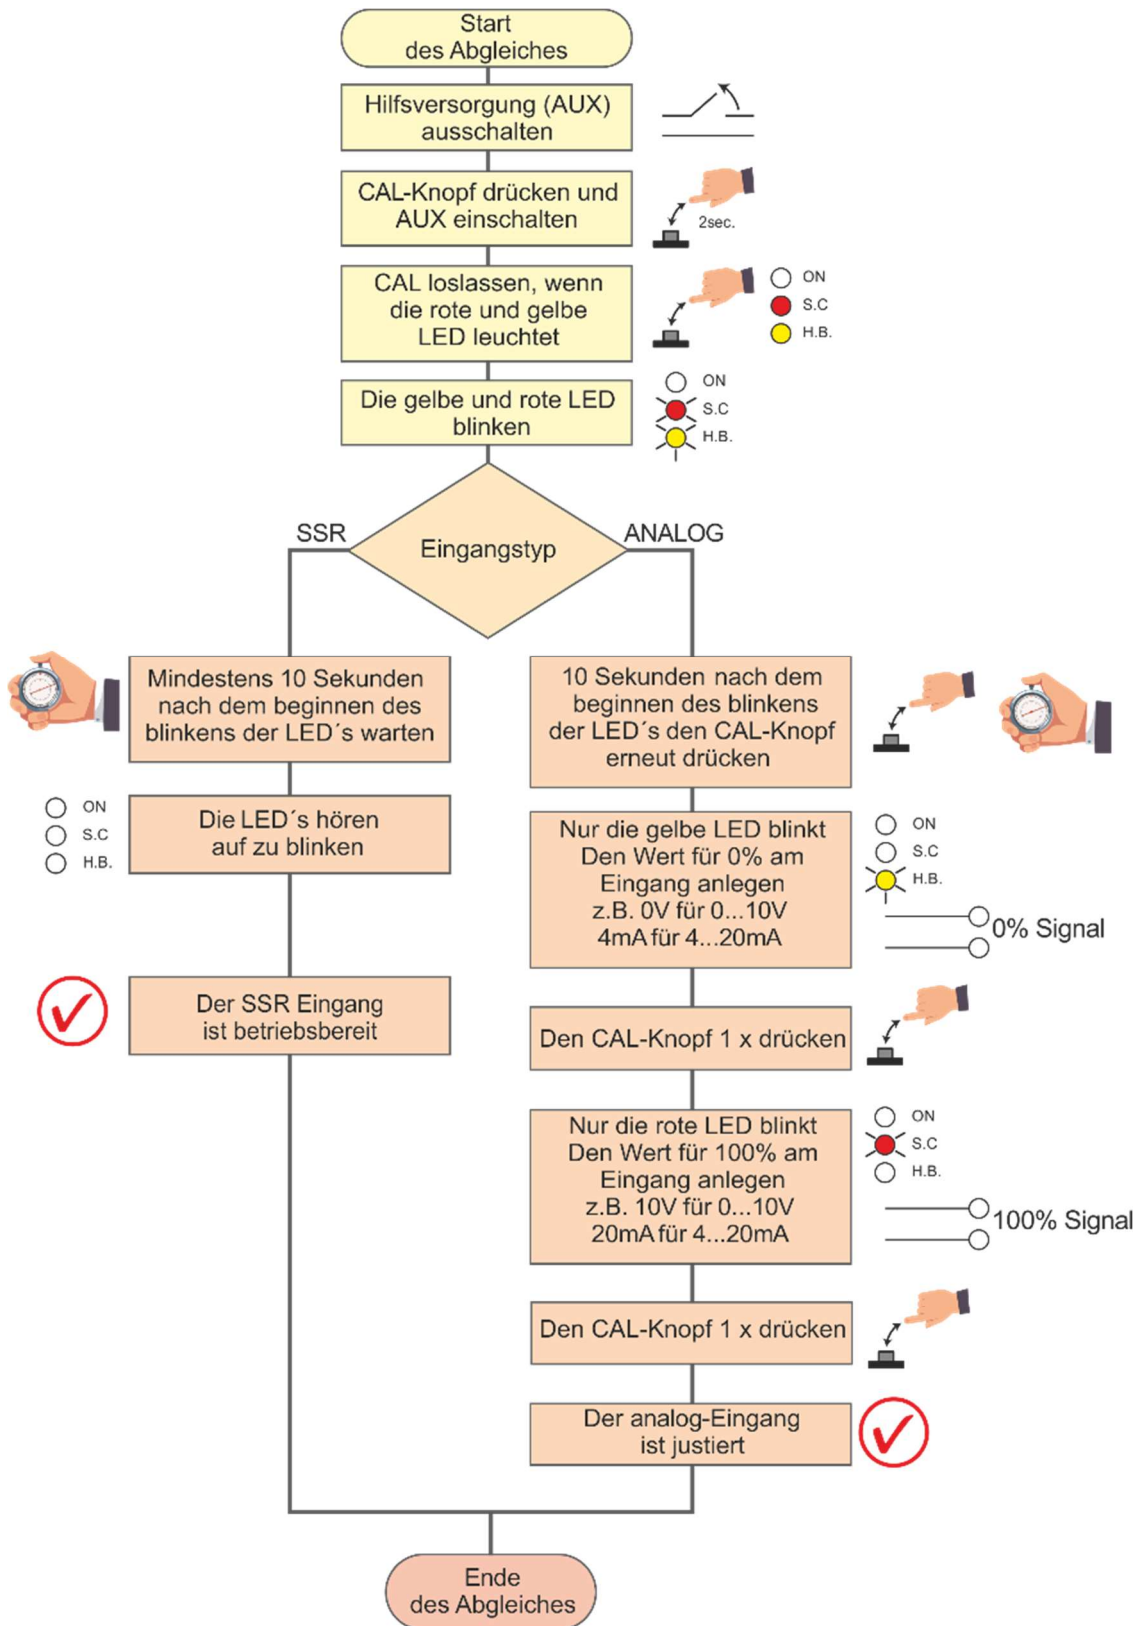 Start
des Abgleiches
Hilfsversorgung (AUX)
ausschalten
CAL-Knopf drücken und
AUX einschalten
2sec.
CAL loslassen, wenn
die rote und gelbe
LED leuchtet
ON
S.C
H.B.
Die gelbe und rote LED
blinken
ON
S.C
H.B.
SSR
Eingangstyp
ANALOG
Mindestens 10 Sekunden
nach dem beginnen des
blinkens der LED´s warten
ON
S.C
H.B.
Die LED´s hören
auf zu blinken
Der SSR Eingang
ist betriebsbereit
10 Sekunden nach dem
beginnen des blinkens
der LED´s den CAL-Knopf
erneut drücken
Nur die gelbe LED blinkt
Den Wert für 0% am
Eingang anlegen
z.B. 0V für 0...10V
4mA für 4...20mA
ON
S.C
H.B.
0% Signal
Den CAL-Knopf 1 x drücken
Nur die rote LED blinkt
Den Wert für 100% am
Eingang anlegen
z.B. 10V für 0...10V
20mA für 4...20mA
ON
S.C
H.B.
100% Signal
Den CAL-Knopf 1 x drücken
Der analog-Eingang
ist justiert
Ende
des Abgleiches